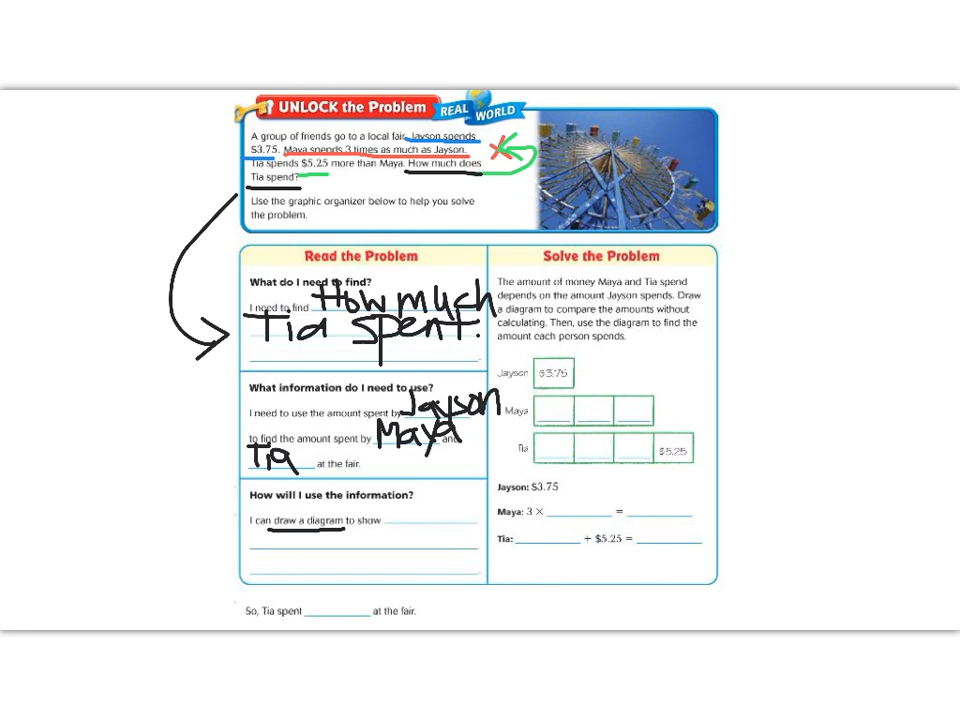 UNLOCK the Problem REAL WORLD
A group of friends go to a local fair. Jayson spends
$3.75. Maya spends 3 times as much as Jayson.
Tia spends $5.25 more than Maya. How much does
Tia spend?
Use the graphic organizer below to help you solve
the problem.
Read the Problem
What do I need to find?
I need to find How much
Tia spent.
What information do I need to use?
I need to use the amount spent by Jayson
to find the amount spent by Maya and
Tia at the fair.
How will I use the information?
I can draw a diagram to show
Solve the Problem
The amount of money Maya and Tia spend
depends on the amount Jayson spends. Draw
a diagram to compare the amounts without
calculating. Then, use the diagram to find the
amount each person spends.
Jayson $3.75
Maya
Tia $5.25
Jayson: $3.75
Maya: 3 × =
Tia: + $5.25 =
So, Tia spent at the fair.